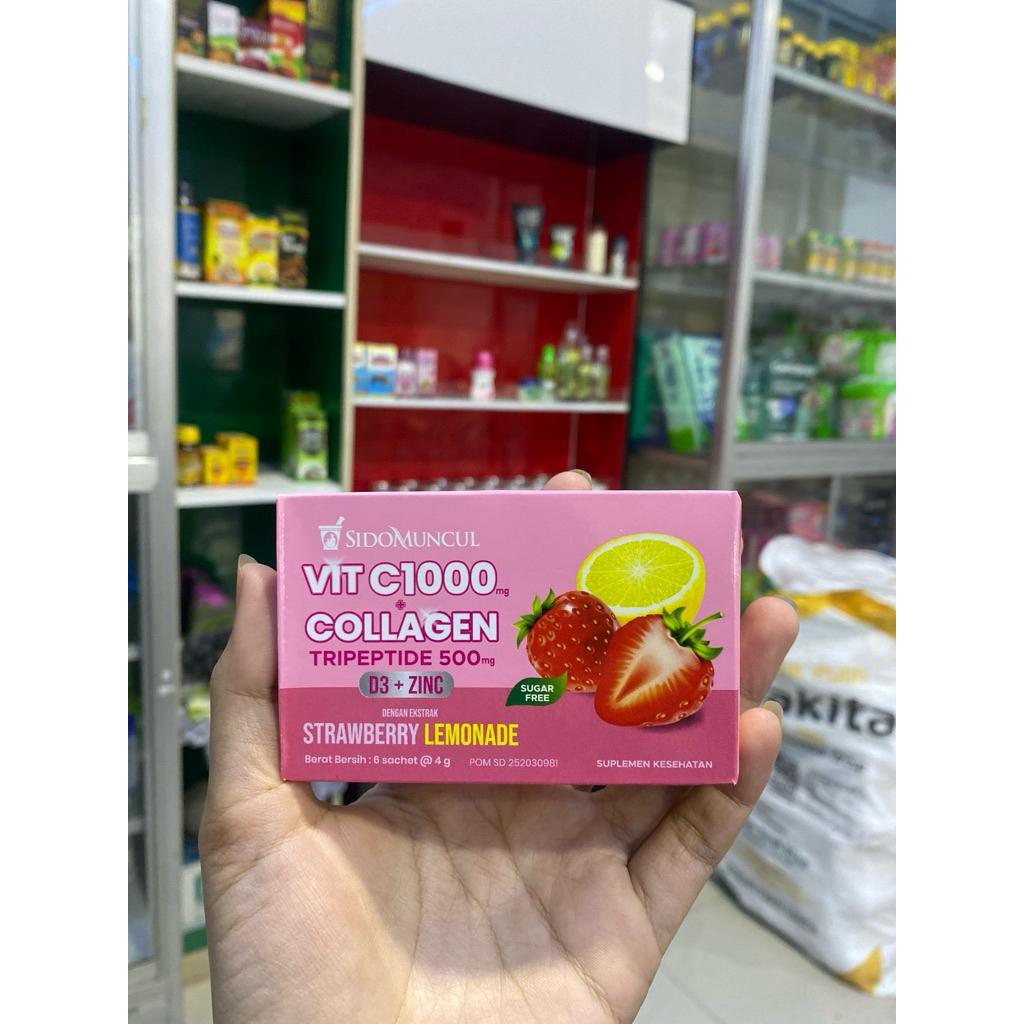 SIDOMUNCUL
VIT C1000mg
+
COLLAGEN
TRIPEPTIDE 500mg
D3 + ZINC
SUGAR
FREE
DENGAN EKSTRAK
STRAWBERRY LEMONADE
Berat Bersih : 6 sachet @ 4 g POM SD 252030981 SUPLEMEN KESEHATAN
akita